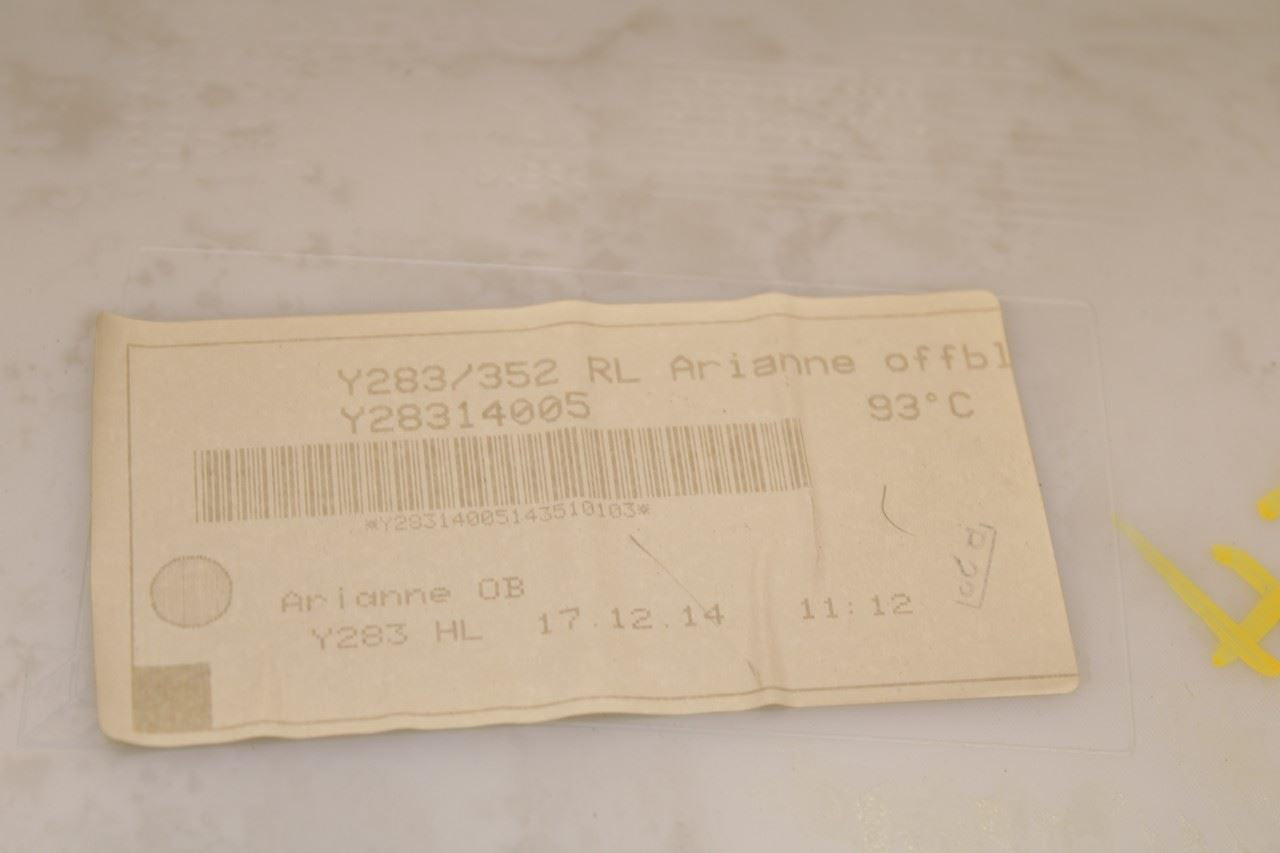 Y283/352 RL Arianne offbl
Y28314005 93°C
*Y28314005143510103*
Arianne OB
Y283 HL 17.12.14 11:12